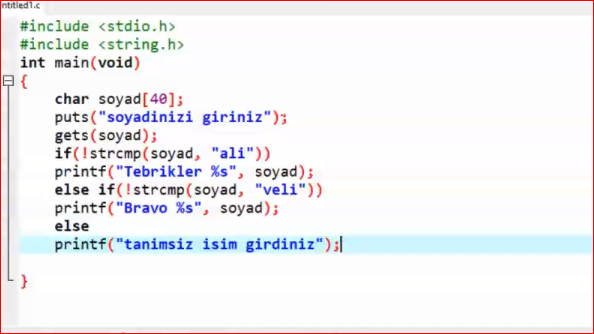 ntitled1.c
#include <stdio.h>
#include <string.h>
int main(void)
{
char soyad[40];
puts("soyadinizi giriniz");
gets(soyad);
if(!strcmp(soyad, "ali"))
printf("Tebrikler %s", soyad);
else if(!strcmp(soyad, "veli"))
printf("Bravo %s", soyad);
else
printf("tanimsiz isim girdiniz");
}